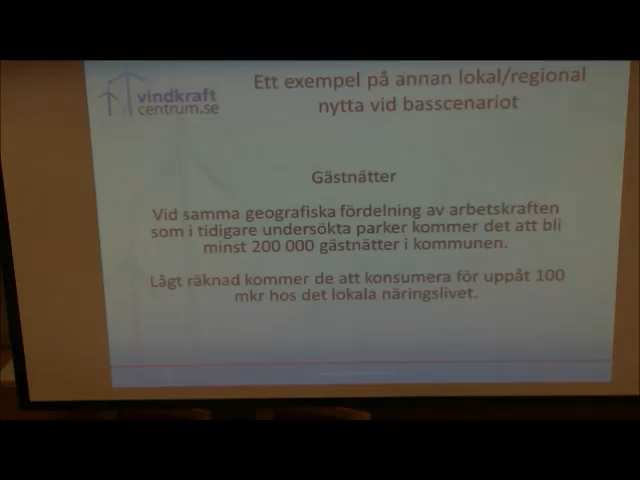 vindkraft
centrum.se
Ett exempel på annan lokal/regional
nytta vid basscenariot
Gästnätter
Vid samma geografiska fördelning av arbetskraften
som i tidigare undersökta parker kommer det att bli
minst 200 000 gästnätter i kommunen.
Lågt räknad kommer de att konsumera för uppåt 100
mkr hos det lokala näringslivet.